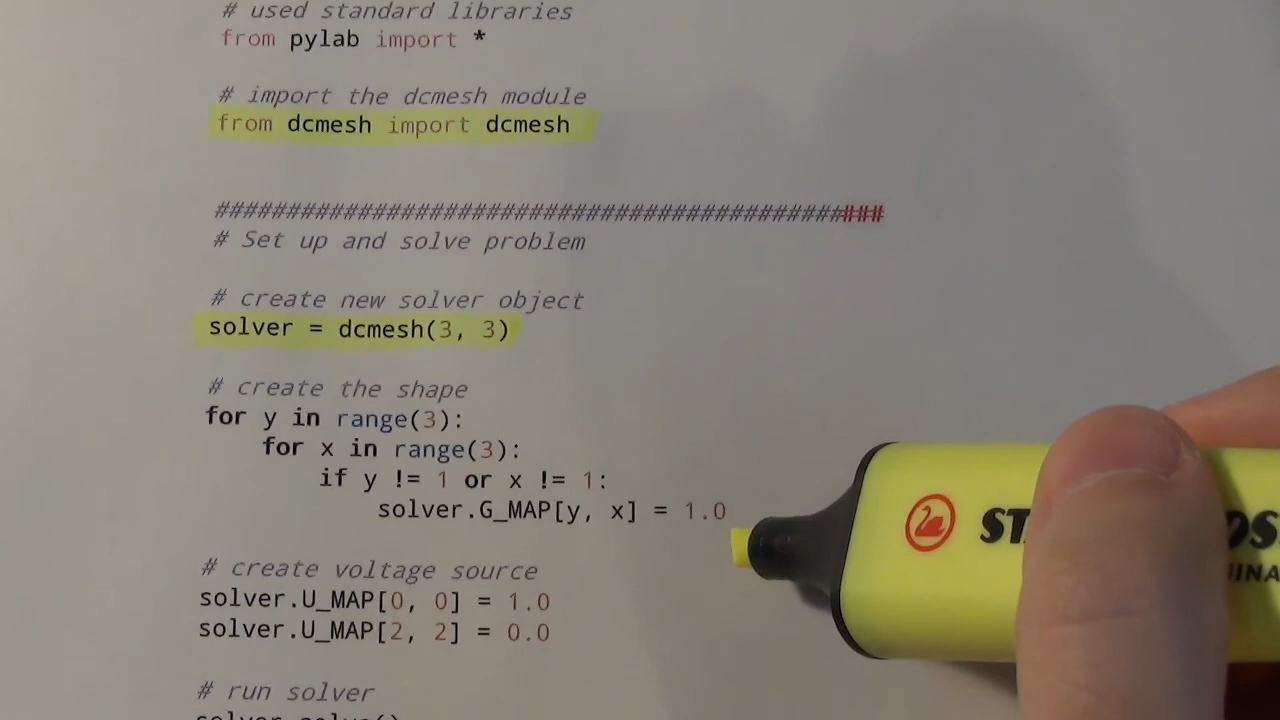 # used standard libraries
from pylab import *
# import the dcmesh module
from dcmesh import dcmesh
###############################################
# Set up and solve problem
# create new solver object
solver = dcmesh(3, 3)
# create the shape
for y in range(3):
    for x in range(3):
        if y != 1 or x != 1:
            solver.G_MAP[y, x] = 1.0
# create voltage source
solver.U_MAP[0, 0] = 1.0
solver.U_MAP[2, 2] = 0.0
# run solver
solver.solve()